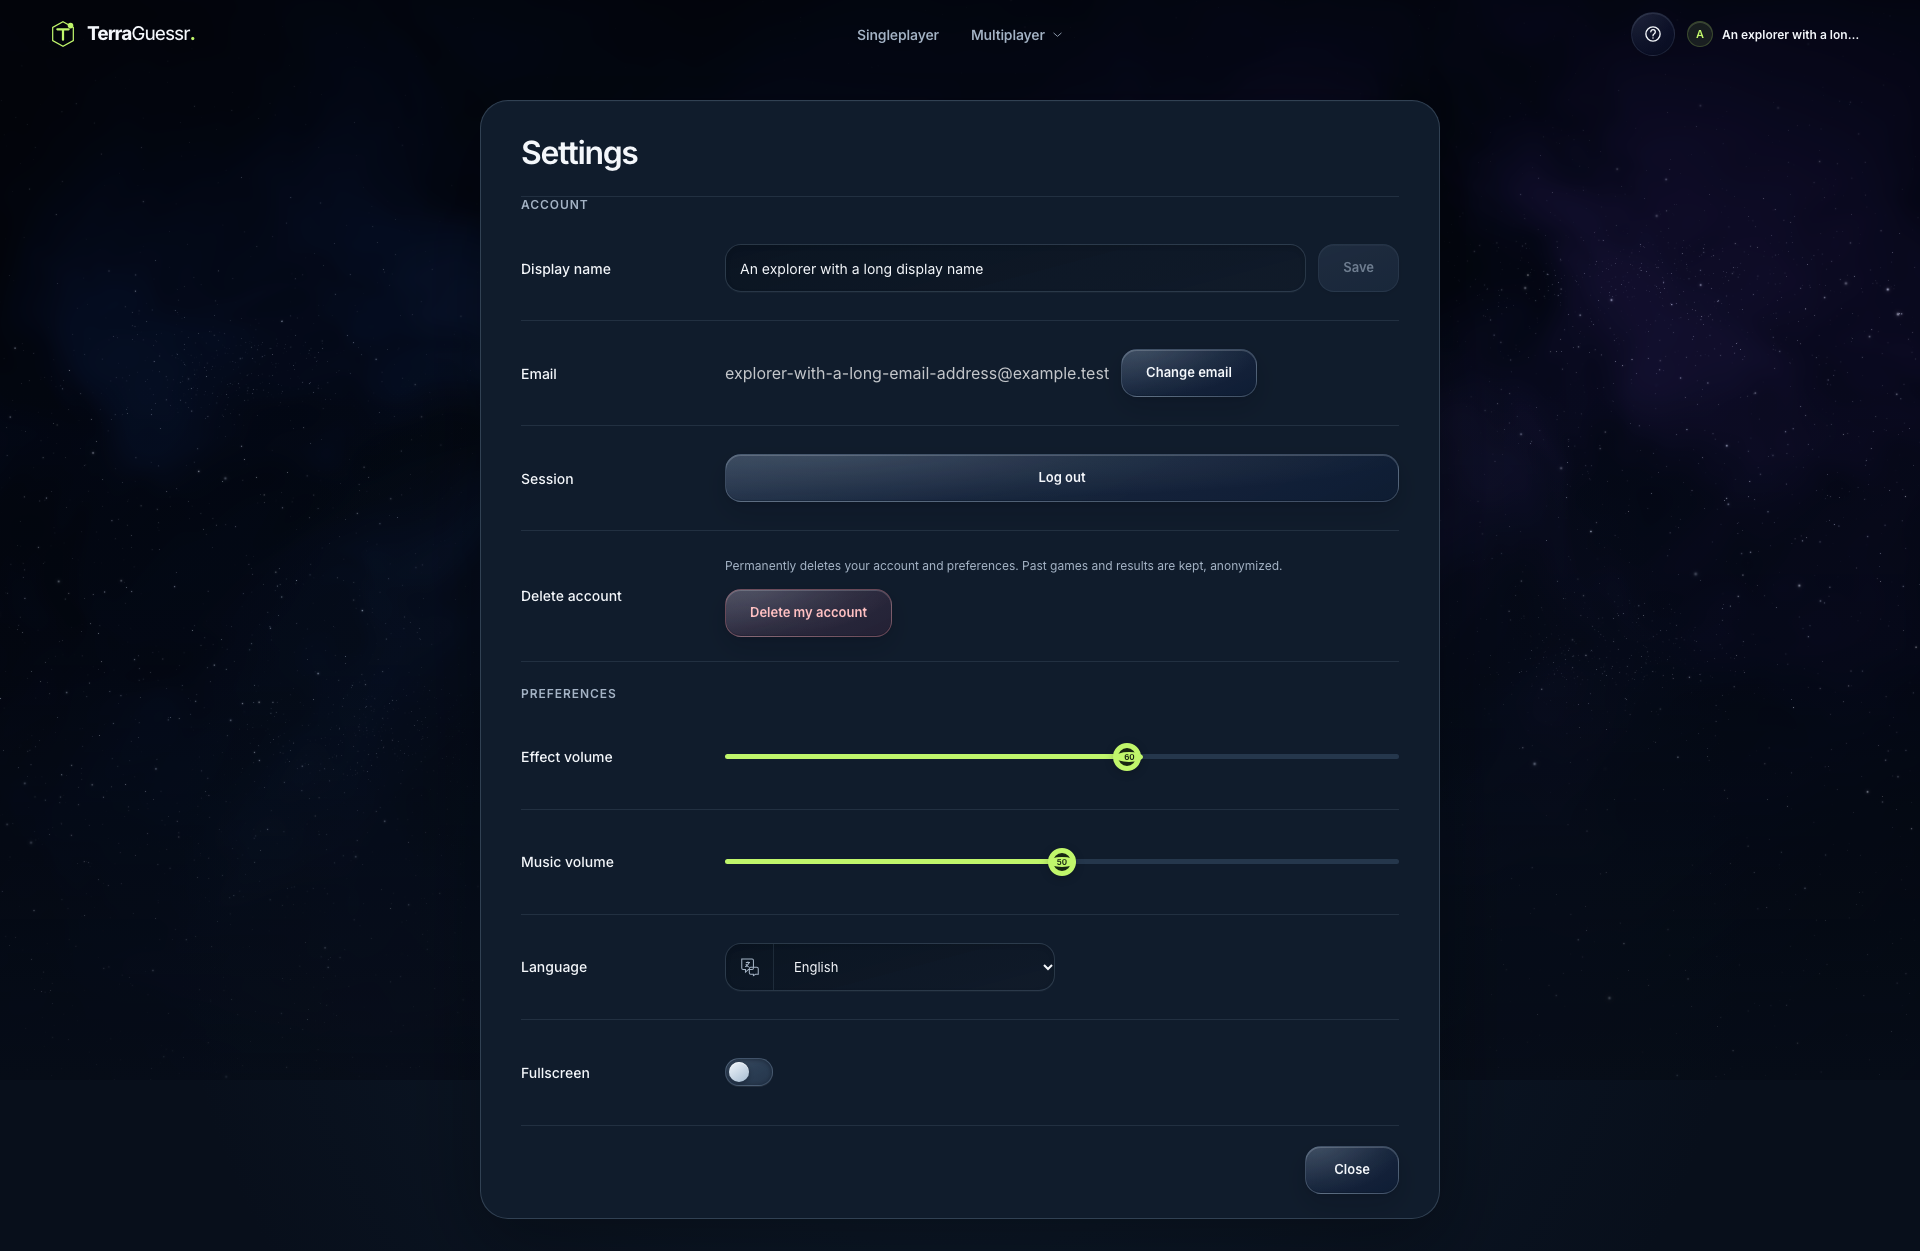 TerraGuessr.
Singleplayer
Multiplayer
A
An explorer with a lon...
Settings
ACCOUNT
Display name
An explorer with a long display name
Save
Email
explorer-with-a-long-email-address@example.test
Change email
Session
Log out
Delete account
Permanently deletes your account and preferences. Past games and results are kept, anonymized.
Delete my account
PREFERENCES
Effect volume
60
Music volume
50
Language
English
Fullscreen
Close